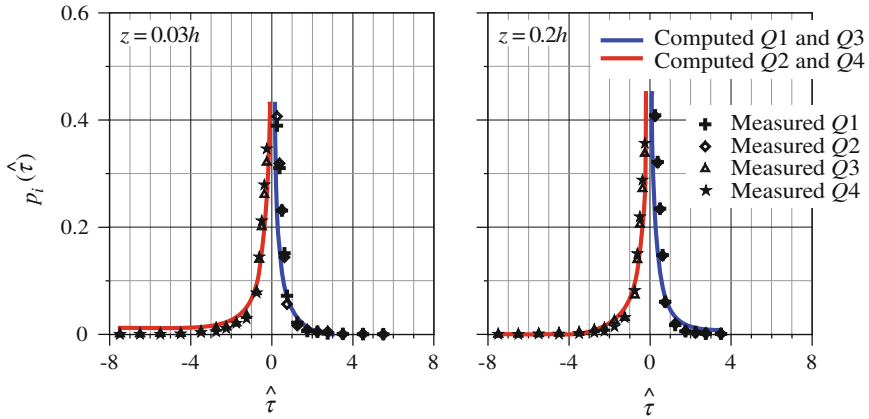 0.6
0.4
0.2
0
p_i(τ̂)
z = 0.03h
-8
-4
0
4
8
τ̂
z = 0.2h
Computed Q1 and Q3
Computed Q2 and Q4
Measured Q1
Measured Q2
Measured Q3
Measured Q4
-8
-4
0
4
8
τ̂